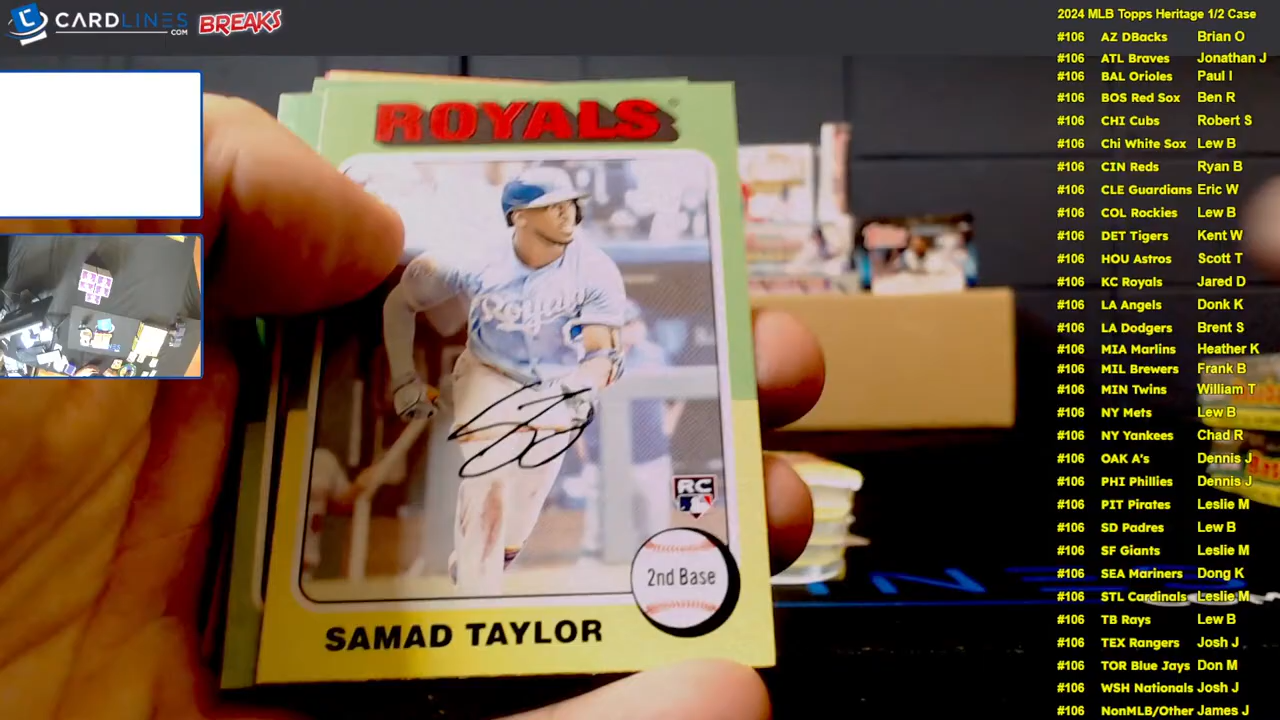 CARDLINES
.COM
BREAKS
ROYALS
Royals
RC
2nd Base
SAMAD TAYLOR
2024 MLB Topps Heritage 1/2 Case
#106 AZ DBacks Brian O
#106 ATL Braves Jonathan J
#106 BAL Orioles Paul I
#106 BOS Red Sox Ben R
#106 CHI Cubs Robert S
#106 Chi White Sox Lew B
#106 CIN Reds Ryan B
#106 CLE Guardians Eric W
#106 COL Rockies Lew B
#106 DET Tigers Kent W
#106 HOU Astros Scott T
#106 KC Royals Jared D
#106 LA Angels Donk K
#106 LA Dodgers Brent S
#106 MIA Marlins Heather K
#106 MIL Brewers Frank B
#106 MIN Twins William T
#106 NY Mets Lew B
#106 NY Yankees Chad R
#106 OAK A's Dennis J
#106 PHI Phillies Dennis J
#106 PIT Pirates Leslie M
#106 SD Padres Lew B
#106 SF Giants Leslie M
#106 SEA Mariners Dong K
#106 STL Cardinals Leslie M
#106 TB Rays Lew B
#106 TEX Rangers Josh J
#106 TOR Blue Jays Don M
#106 WSH Nationals Josh J
#106 NonMLB/Other James J